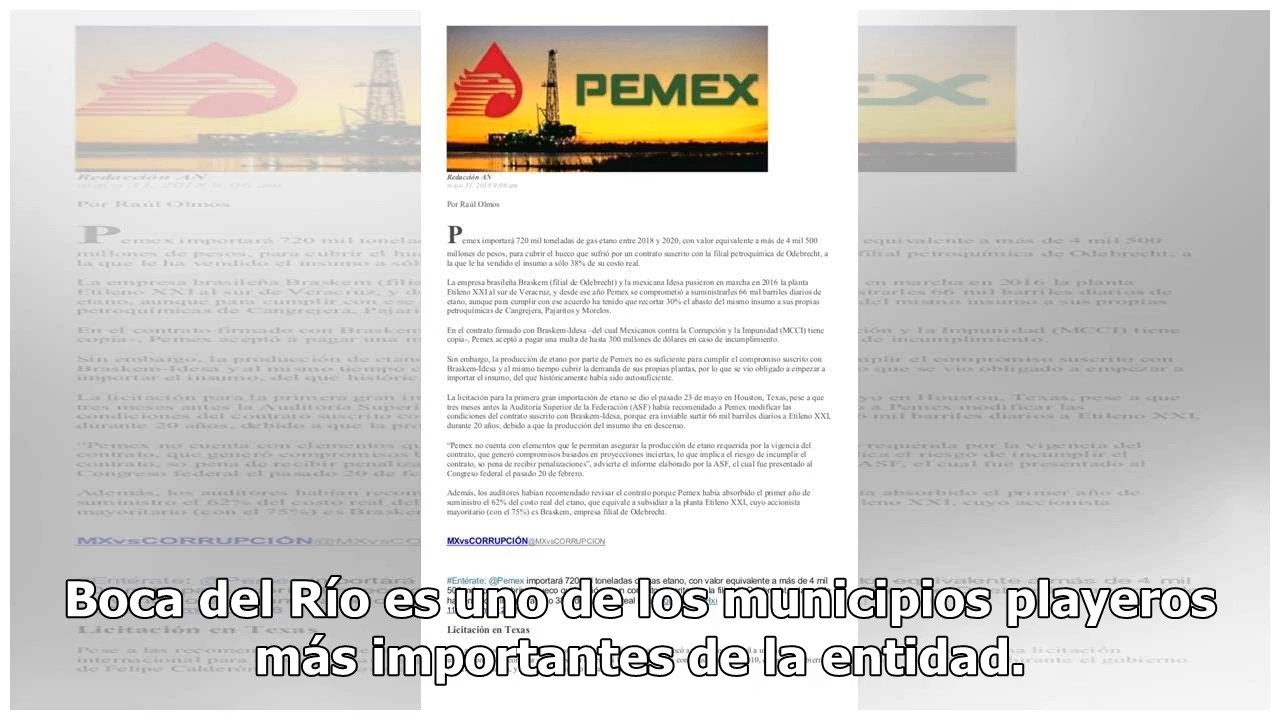 PEMEX
Redacción AN
mayo 31, 2018 9:06 am
Por Raúl Olmos
Pemex importará 720 mil toneladas de gas etano entre 2018 y 2020, con valor equivalente a más de 4 mil 500
millones de pesos, para cubrir el hueco que sufrió por un contrato suscrito con la filial petroquímica de Odebrecht, a
la que le ha vendido el insumo a sólo 38% de su costo real.
La empresa brasileña Braskem (filial de Odebrecht) y la mexicana Idesa pusieron en marcha en 2016 la planta
Etileno XXI al sur de Veracruz, y desde ese año Pemex se comprometió a suministrarles 66 mil barriles diarios de
etano, aunque para cumplir con ese acuerdo ha tenido que recortar 30% el abasto del mismo insumo a sus propias
petroquímicas de Cangrejera, Pajaritos y Morelos.
En el contrato firmado con Braskem-Idesa –del cual Mexicanos contra la Corrupción y la Impunidad (MCCI) tiene
copia-, Pemex aceptó a pagar una multa de hasta 300 millones de dólares en caso de incumplimiento.
Sin embargo, la producción de etano por parte de Pemex no es suficiente para cumplir el compromiso suscrito con
Braskem-Idesa y al mismo tiempo cubrir la demanda de sus propias plantas, por lo que se vio obligado a empezar a
importar el insumo, del que históricamente había sido autosuficiente.
La licitación para la primera gran importación de etano se dio el pasado 23 de mayo en Houston, Texas, pese a que
tres meses antes la Auditoría Superior de la Federación (ASF) había recomendado a Pemex modificar las
condiciones del contrato suscrito con Braskem-Idesa, porque era inviable surtir 66 mil barriles diarios a Etileno XXI,
durante 20 años, debido a que la producción del insumo iba en descenso.
“Pemex no cuenta con elementos que le permitan asegurar la producción de etano requerida por la vigencia del
contrato, que generó compromisos basados en proyecciones inciertas, lo que implica el riesgo de incumplir el
contrato, so pena de recibir penalizaciones”, advierte el informe elaborado por la ASF, el cual fue presentado al
Congreso federal el pasado 20 de febrero.
Además, los auditores habían recomendado revisar el contrato porque Pemex había absorbido el primer año de
suministro el 62% del costo real del etano, que equivale a subsidiar a la planta Etileno XXI, cuyo accionista
mayoritario (con el 75%) es Braskem, empresa filial de Odebrecht.
MXvsCORRUPCIÓN@MXvsCORRUPCION
#Entérate: @Pemex importará 720 mil toneladas de gas etano, con valor equivalente a más de 4 mil
Boca del Río es uno de los municipios playeros
Licitación en Texas
más importantes de la entidad.